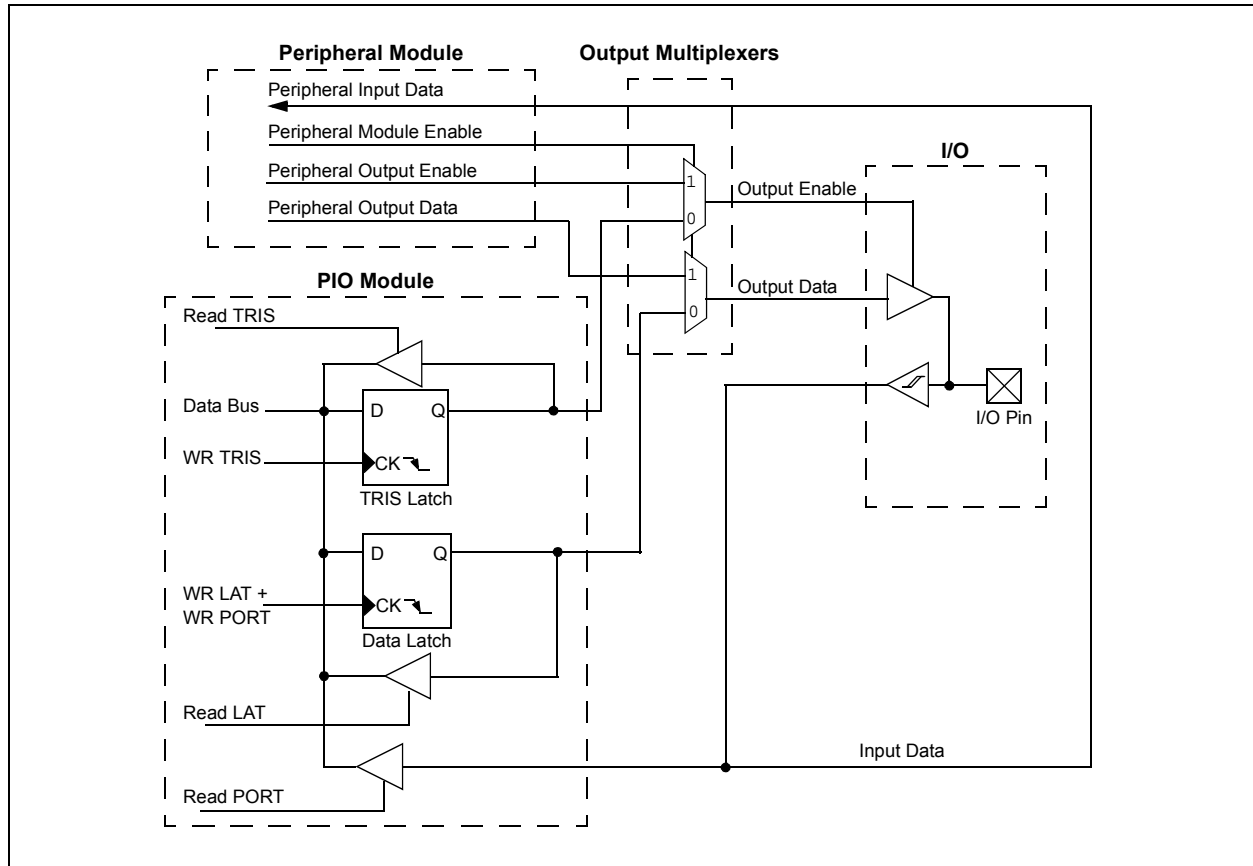 Peripheral Module
Output Multiplexers
Peripheral Input Data
Peripheral Module Enable
Peripheral Output Enable
Peripheral Output Data
1
0
1
0
Output Enable
Output Data
I/O
I/O Pin
PIO Module
Read TRIS
Data Bus
D Q
WR TRIS
CK
TRIS Latch
D Q
WR LAT +
WR PORT
CK
Data Latch
Read LAT
Input Data
Read PORT